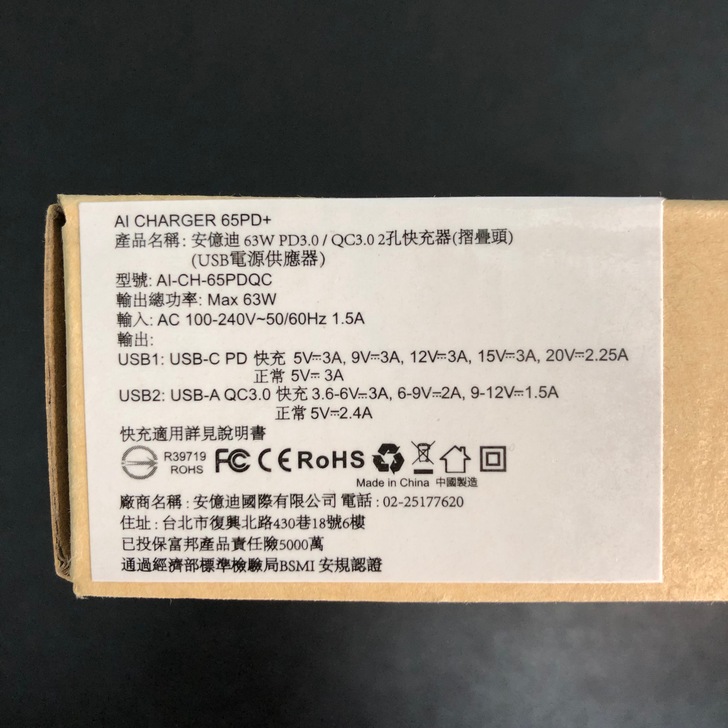 AI CHARGER 65PD+
產品名稱: 安億迪 63W PD3.0 / QC3.0 2孔快充器(摺疊頭)
(USB電源供應器)
型號: AI-CH-65PDQC
輸出總功率: Max 63W
輸入: AC 100-240V~50/60Hz 1.5A
輸出:
USB1: USB-C PD 快充 5V⎓3A, 9V⎓3A, 12V⎓3A, 15V⎓3A, 20V⎓2.25A
正常 5V⎓ 3A
USB2: USB-A QC3.0 快充 3.6-6V⎓3A, 6-9V⎓2A, 9-12V⎓1.5A
正常 5V⎓2.4A
快充適用詳見說明書
R39719
ROHS
FC CE RoHS
Made in China 中國製造
廠商名稱: 安億迪國際有限公司 電話: 02-25177620
住址: 台北市復興北路430巷18號6樓
已投保富邦產品責任險5000萬
通過經濟部標準檢驗局BSMI 安規認證